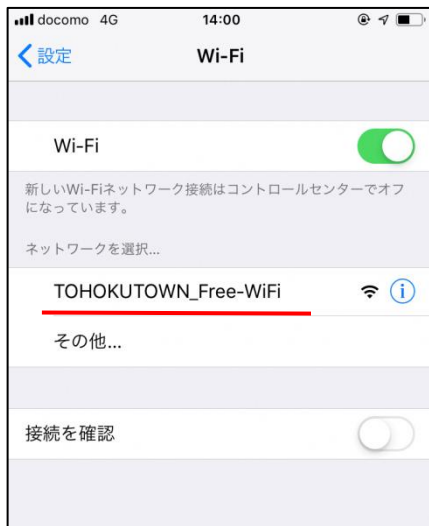 docomo 4G 14:00
設定 Wi-Fi
Wi-Fi
新しいWi-Fiネットワーク接続はコントロールセンターでオフ
になっています。
ネットワークを選択...
TOHOKUTOWN_Free-WiFi
その他...
接続を確認